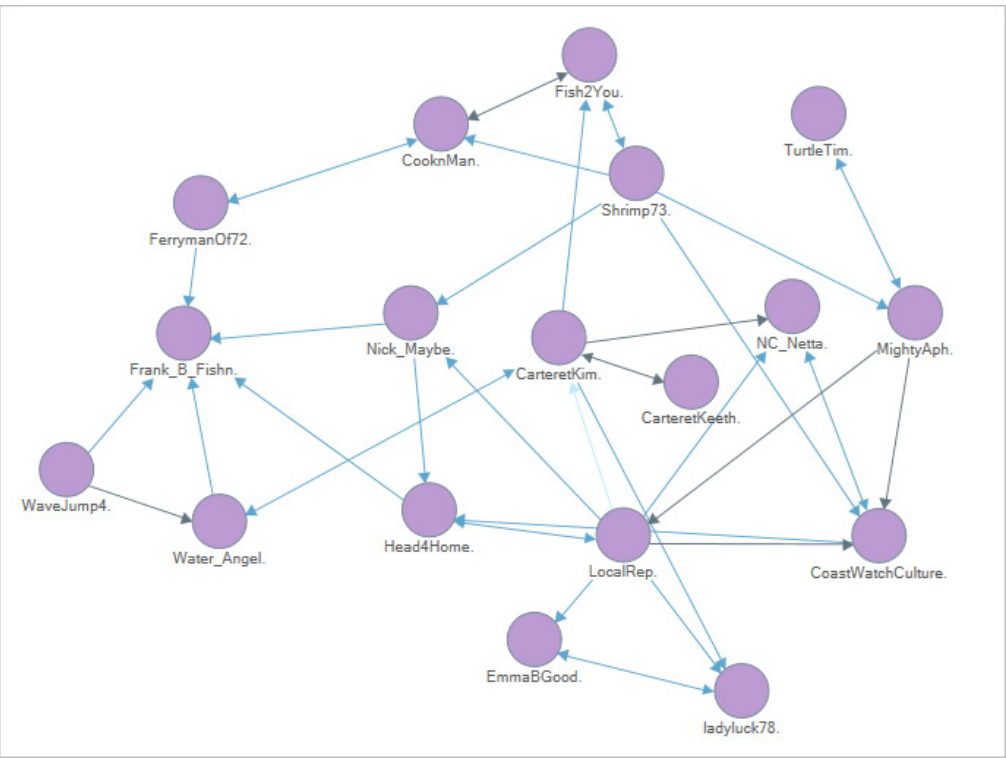 Fish2You.
TurtleTim.
CooknMan.
Shrimp73.
FerrymanOf72.
NC_Netta.
MightyAph.
Nick_Maybe.
Frank_B_Fishn.
CarteretKim.
CarteretKeeth.
WaveJump4.
Head4Home.
Water_Angel.
LocalRep.
CoastWatchCulture.
EmmaBGood.
ladyluck78.